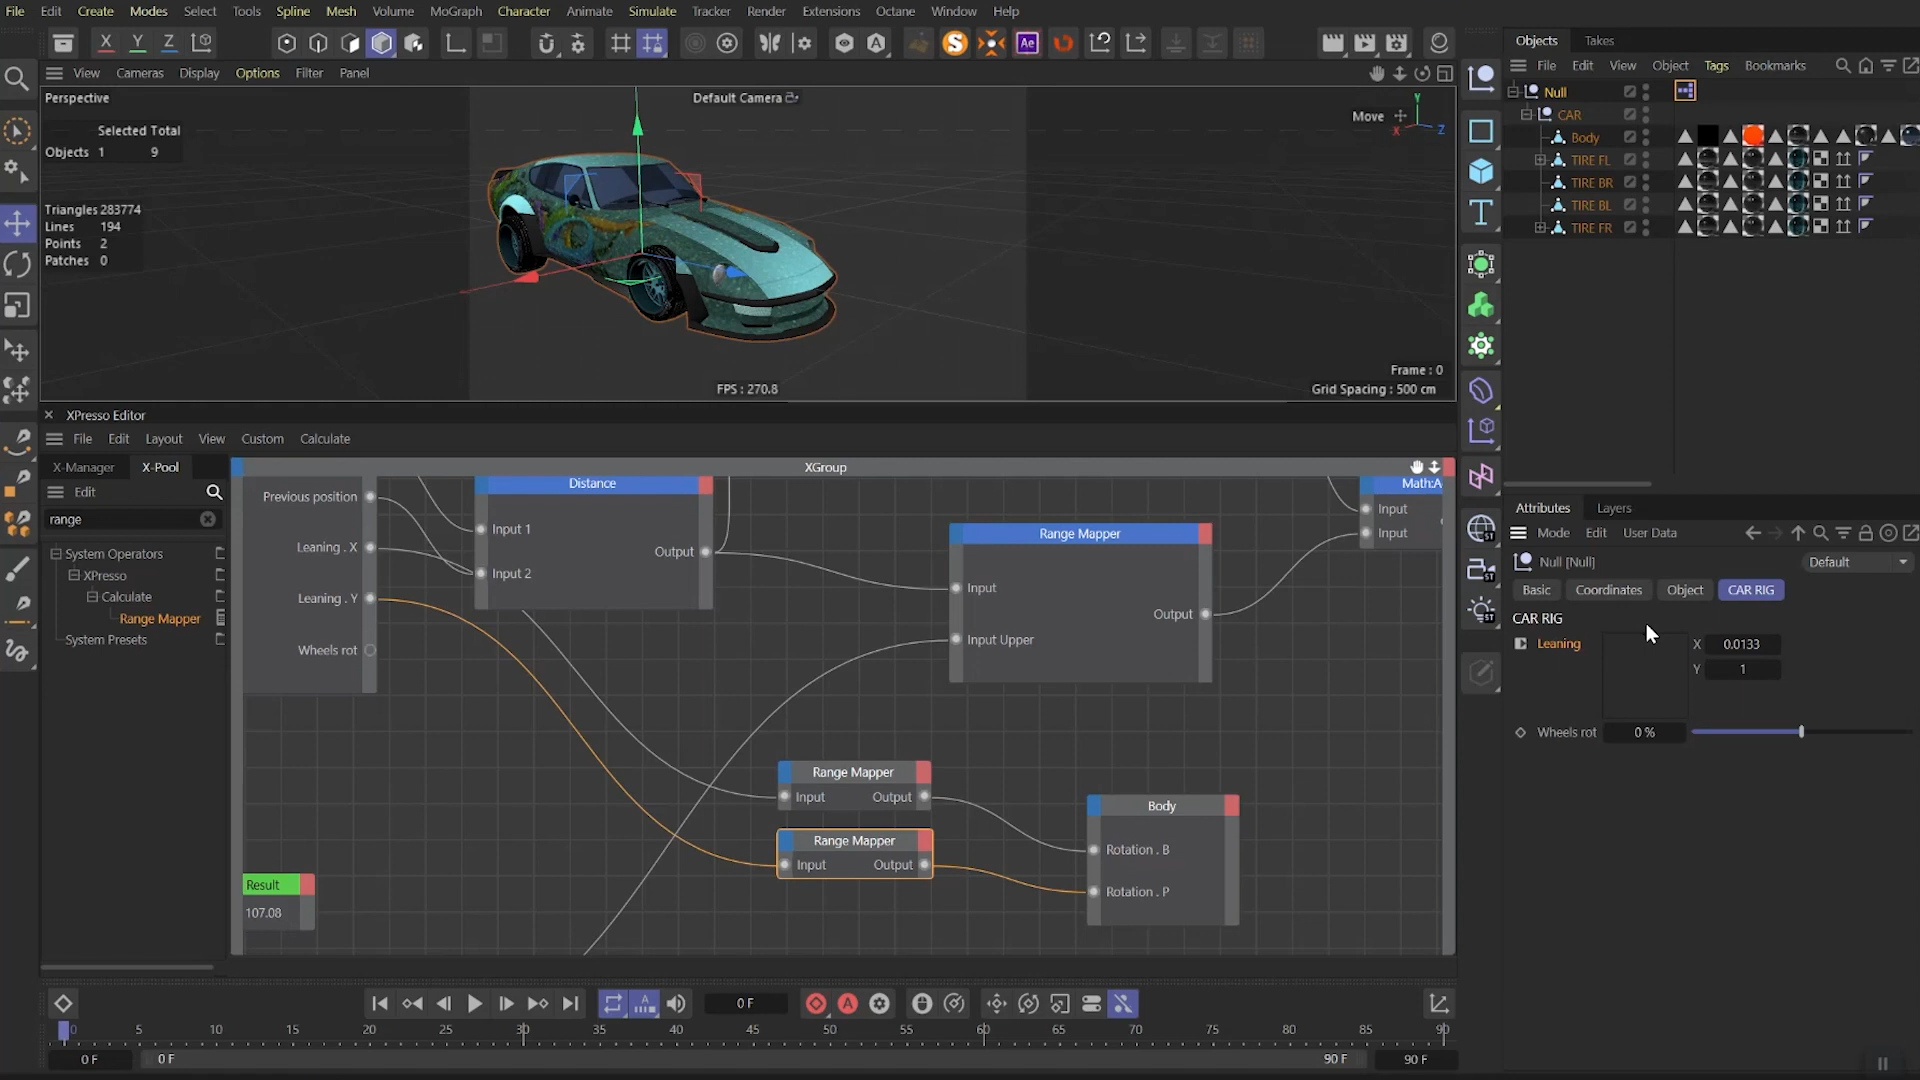 File Edit Create Modes Select Tools Spline Mesh Volume MoGraph Character Animate Simulate Tracker Render Extensions Octane Window Help
X Y Z
S
Ae
View Cameras Display Options Filter Panel
Perspective
Default Camera
Selected Total
Objects 1 9
Triangles 283774
Lines 194
Points 2
Patches 0
Move
Y
X
Z
FPS : 270.8
Frame : 0
Grid Spacing : 500 cm
XPresso Editor
File Edit Layout View Custom Calculate
X-Manager X-Pool
Edit
range
System Operators
XPresso
Calculate
Range Mapper
System Presets
XGroup
Previous position
Leaning . X
Leaning . Y
Wheels rot
Result
107.08
Distance
Input 1
Output
Input 2
Range Mapper
Input
Output
Input Upper
Math:A
Input
Input
Range Mapper
Input Output
Range Mapper
Input Output
Body
Rotation . B
Rotation . P
0 F
0 5 10 15 20 25 30 35 40 45 50 55 60 65 70 75 80 85 90
0 F 0 F 90 F 90 F
T
ST
ST
ST
Objects Takes
File Edit View Object Tags Bookmarks
Null
CAR
Body
TIRE FL
TIRE BR
TIRE BL
TIRE FR
Attributes Layers
Mode Edit User Data
Null [Null]
Default
Basic Coordinates Object CAR RIG
CAR RIG
Leaning
X 0.0133
Y 1
Wheels rot 0 %